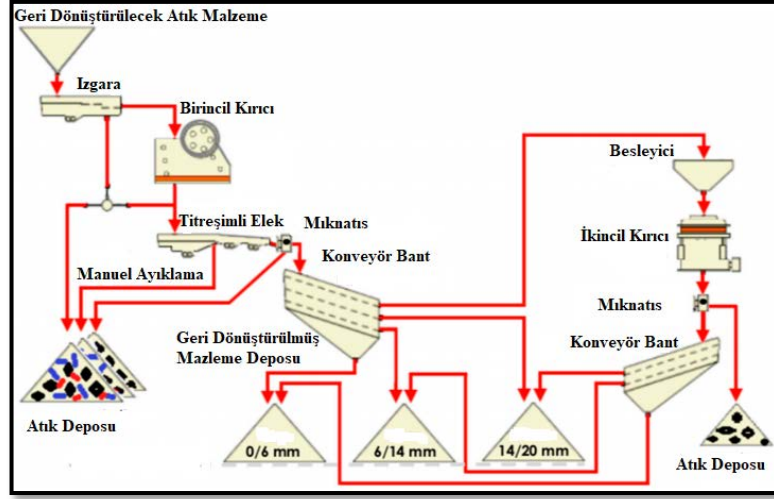 Geri Dönüştürülecek Atık Malzeme
Izgara
Birincil Kırıcı
Besleyici
Titreşimli Elek
Mıknatıs
İkincil Kırıcı
Konveyör Bant
Manuel Ayıklama
Mıknatıs
Geri Dönüştürülmüş
Mazleme Deposu
Konveyör Bant
Atık Deposu
0/6 mm
6/14 mm
14/20 mm
Atık Deposu